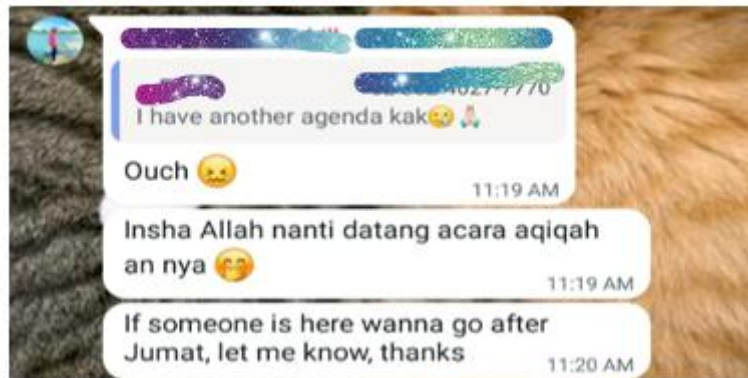 I have another agenda kak🥲🙏🏻
Ouch 😖
11:19 AM
Insha Allah nanti datang acara aqiqah
an nya 🤭
11:19 AM
If someone is here wanna go after
Jumat, let me know, thanks
11:20 AM